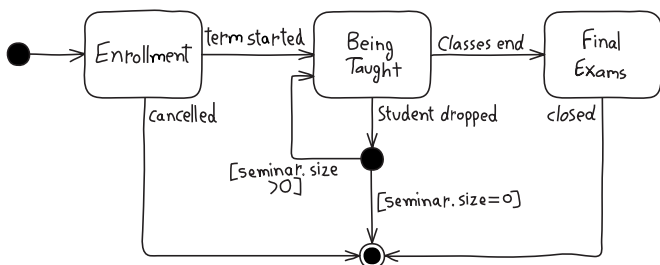 Enrollment
term started
Being
Taught
Classes end
Final
Exams
cancelled
Student dropped
closed
[seminar.size
>0]
[seminar.size=0]